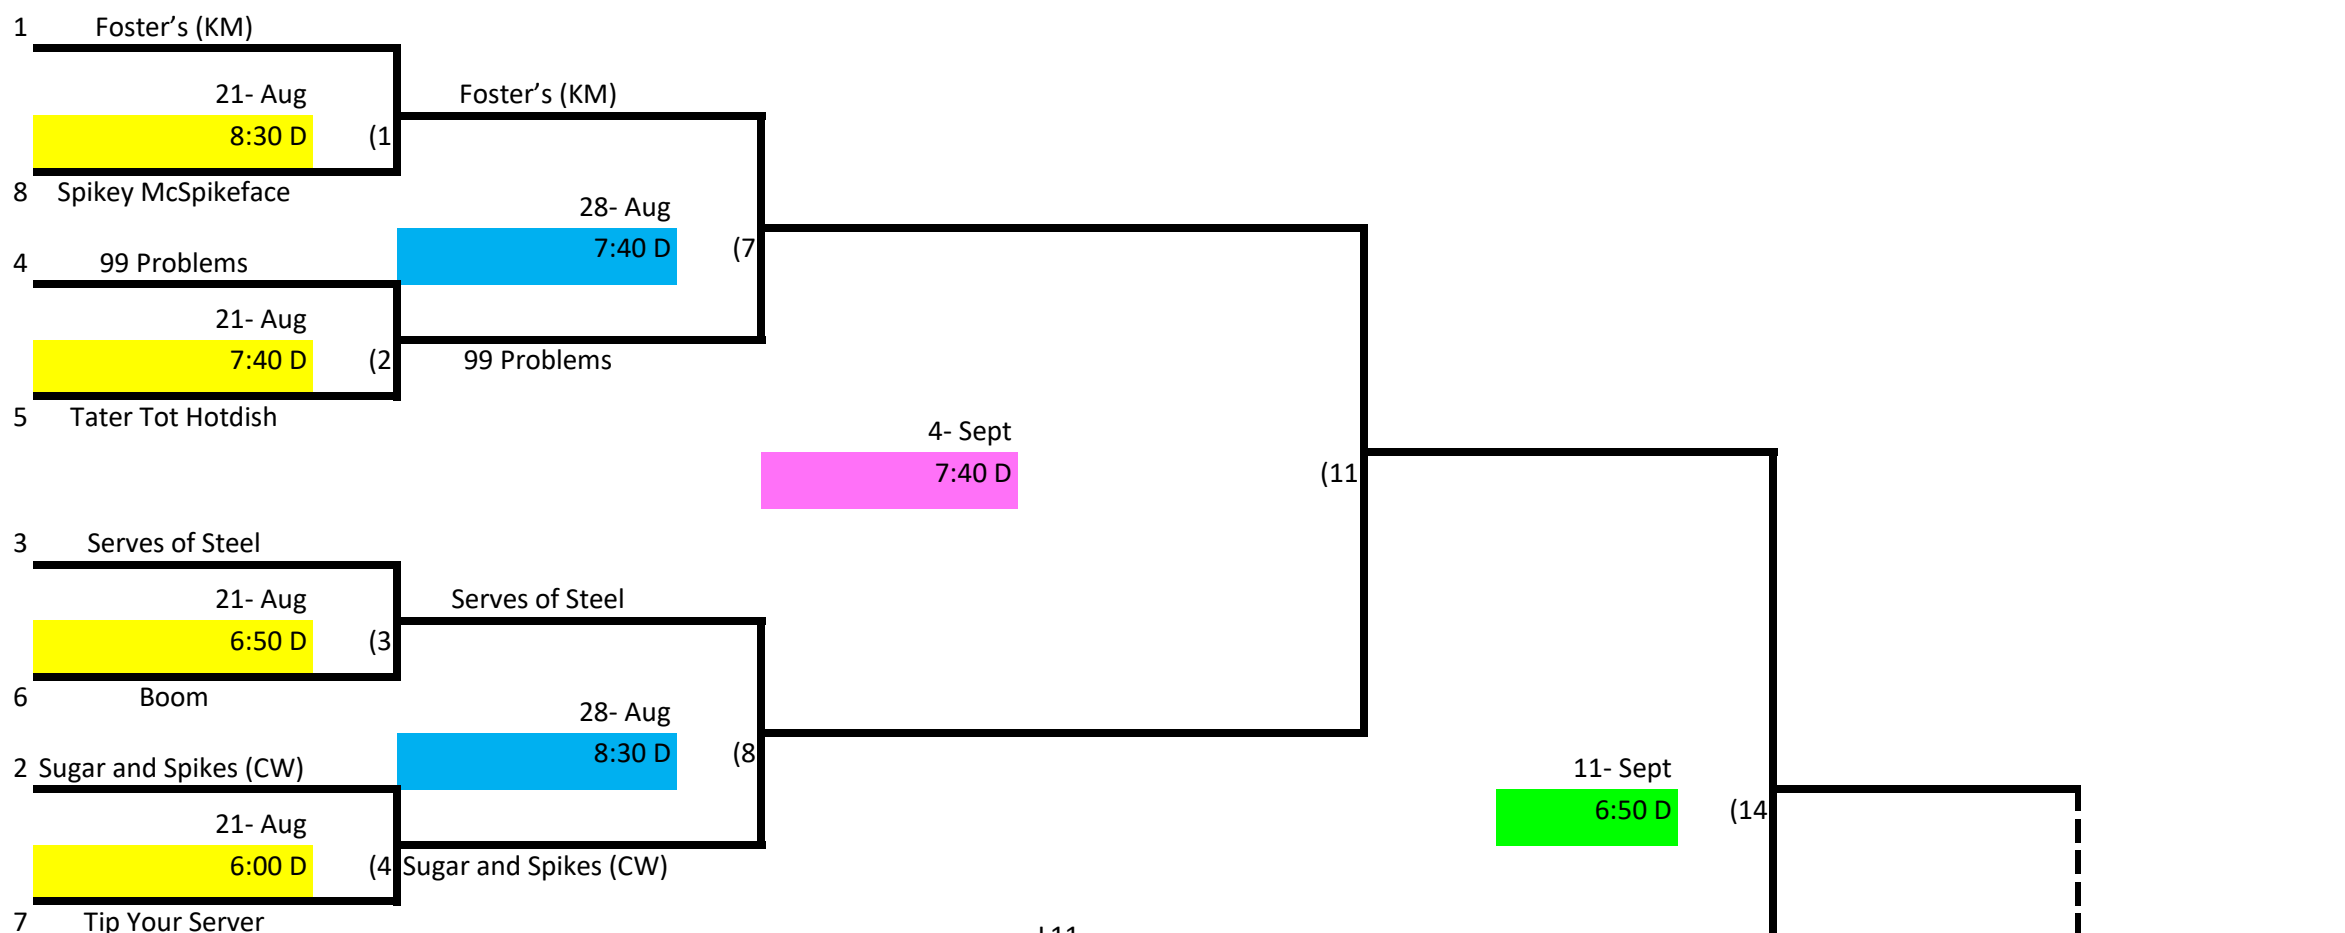 1 Foster's (KM)
21- Aug
Foster's (KM)
8:30 D (1
8 Spikey McSpikeface
28- Aug
7:40 D (7
4 99 Problems
21- Aug
7:40 D (2
99 Problems
5 Tater Tot Hotdish
4- Sept
7:40 D (11
3 Serves of Steel
21- Aug
Serves of Steel
6:50 D (3
6 Boom
28- Aug
8:30 D (8
2 Sugar and Spikes (CW)
11- Sept
6:50 D (14
21- Aug
6:00 D (4
Sugar and Spikes (CW)
7 Tip Your Server